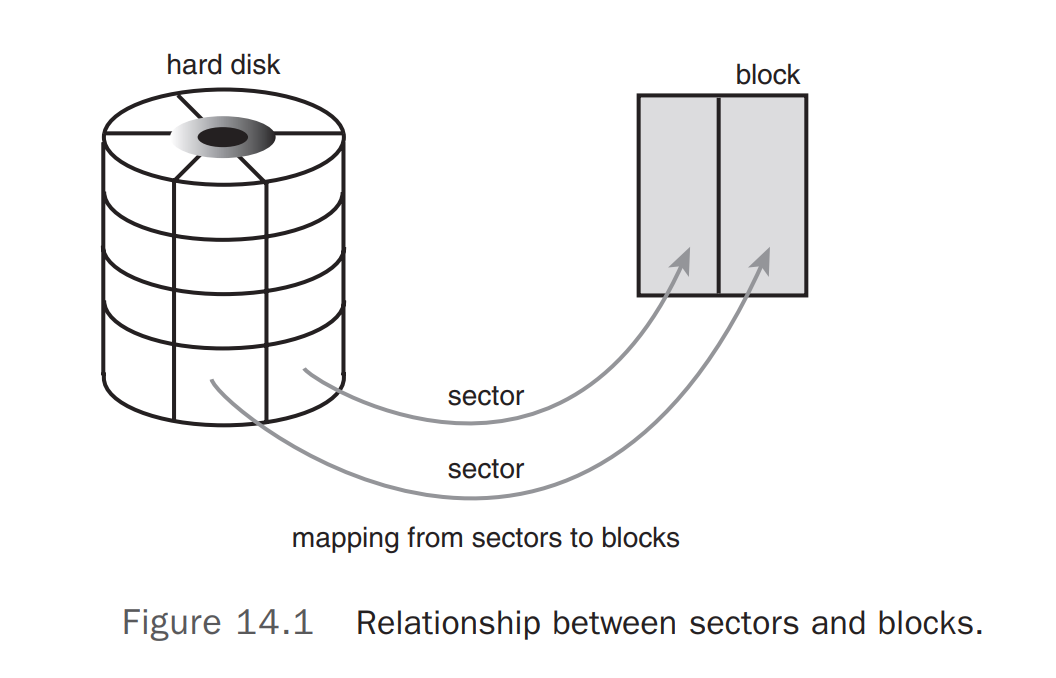 hard disk
block
sector
sector
mapping from sectors to blocks
Figure 14.1 Relationship between sectors and blocks.